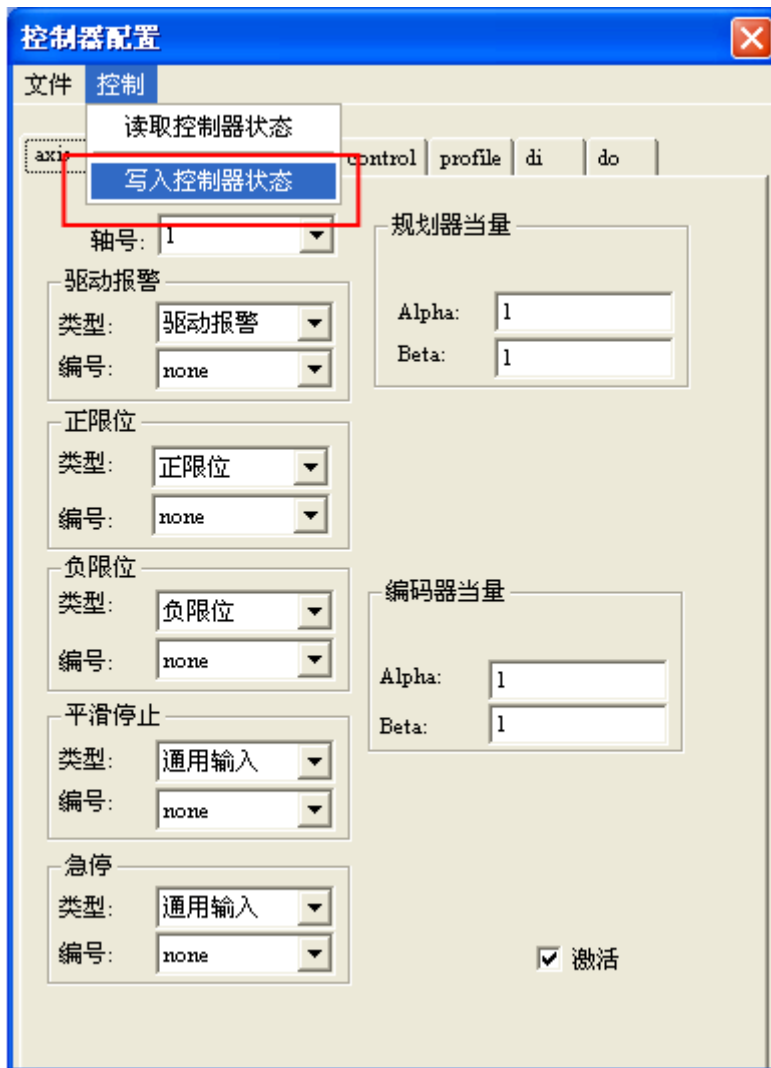 控制器配置
文件 控制
读取控制器状态
写入控制器状态
axis control profile di do
轴号: 1
规划器当量
Alpha: 1
Beta: 1
驱动报警
类型: 驱动报警
编号: none
正限位
类型: 正限位
编号: none
负限位
类型: 负限位
编号: none
编码器当量
Alpha: 1
Beta: 1
平滑停止
类型: 通用输入
编号: none
急停
类型: 通用输入
编号: none
激活